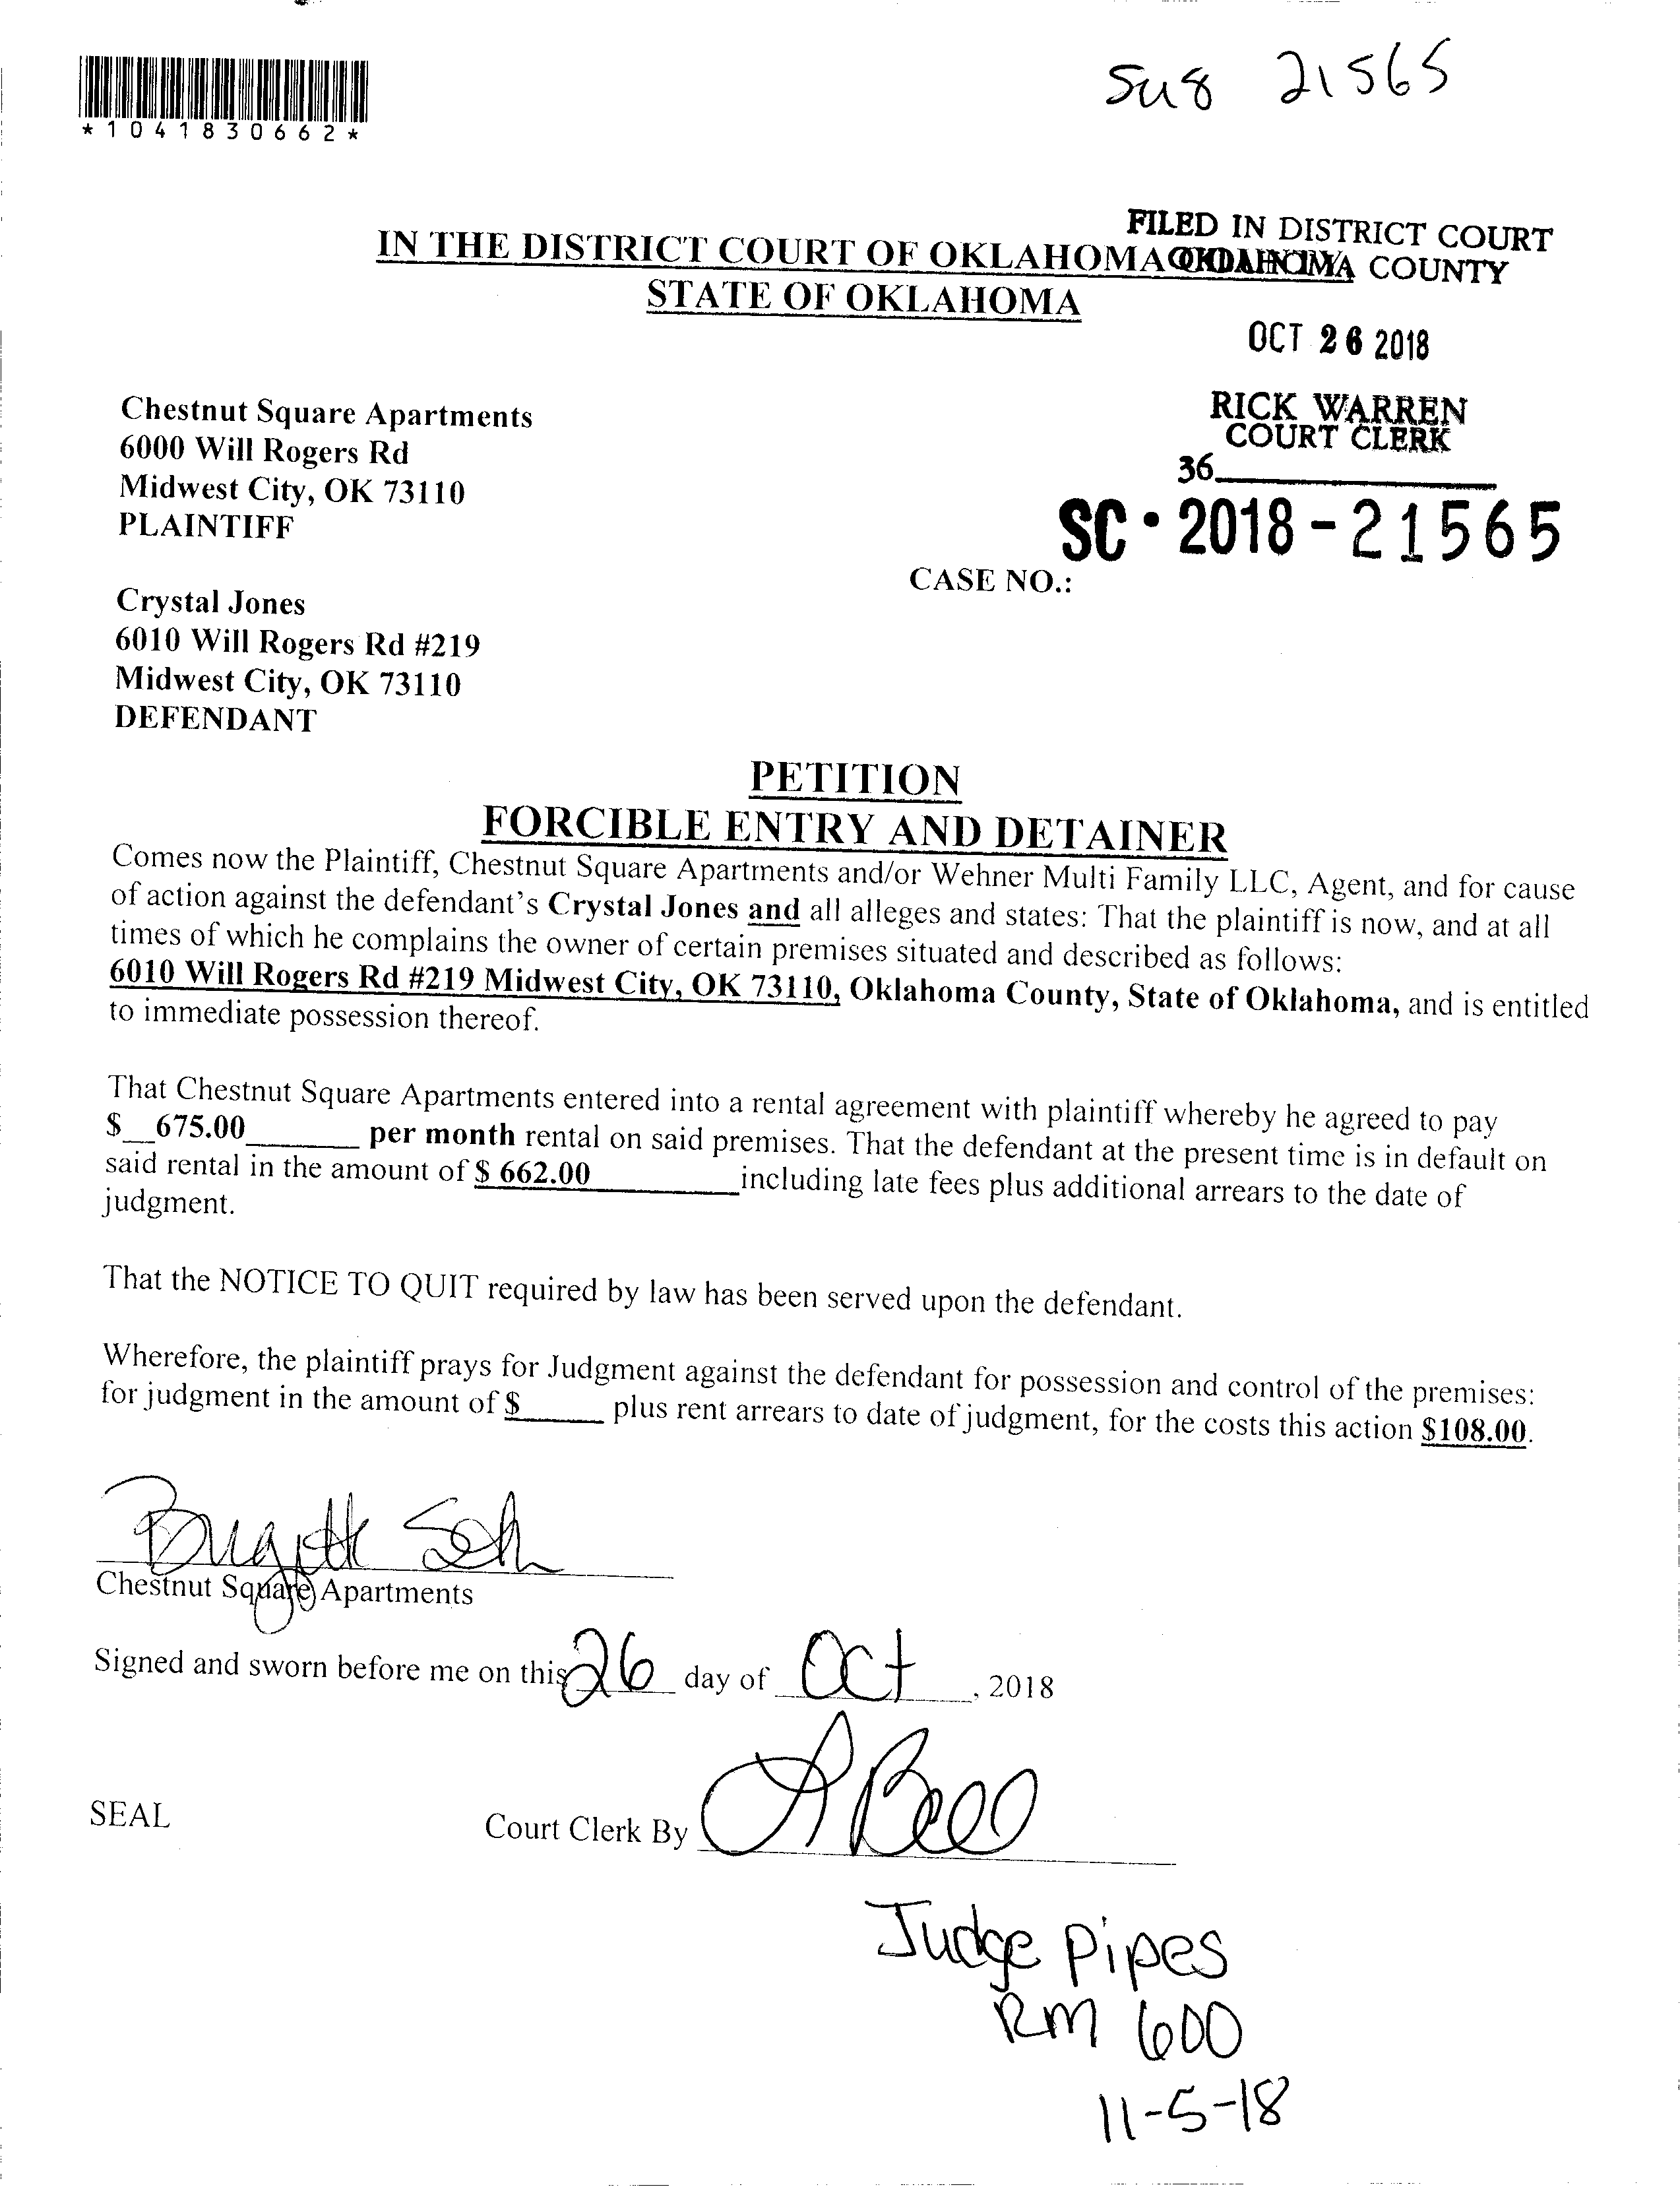 *1041830662*
Su8 21565
FILED IN DISTRICT COURT
IN THE DISTRICT COURT OF OKLAHOMA COUNTY
STATE OF OKLAHOMA
OCT 26 2018
Chestnut Square Apartments
RICK WARREN
6000 Will Rogers Rd
COURT CLERK
Midwest City, OK 73110
36
PLAINTIFF
SC·2018-21565
CASE NO.:
Crystal Jones
6010 Will Rogers Rd #219
Midwest City, OK 73110
DEFENDANT
PETITION
FORCIBLE ENTRY AND DETAINER
Comes now the Plaintiff, Chestnut Square Apartments and/or Wehner Multi Family LLC, Agent, and for cause
of action against the defendant's Crystal Jones and all alleges and states: That the plaintiff is now, and at all
times of which he complains the owner of certain premises situated and described as follows:
6010 Will Rogers Rd #219 Midwest City, OK 73110, Oklahoma County, State of Oklahoma, and is entitled
to immediate possession thereof.
That Chestnut Square Apartments entered into a rental agreement with plaintiff whereby he agreed to pay
$__675.00________ per month rental on said premises. That the defendant at the present time is in default on
said rental in the amount of $ 662.00__________including late fees plus additional arrears to the date of
judgment.
That the NOTICE TO QUIT required by law has been served upon the defendant.
Wherefore, the plaintiff prays for Judgment against the defendant for possession and control of the premises:
for judgment in the amount of $_____ plus rent arrears to date of judgment, for the costs this action $108.00.
Chestnut Square Apartments
Signed and sworn before me on this 26 day of Oct, 2018
SEAL
Court Clerk By A Bell
Judge Pipes
RM 600
11-5-18